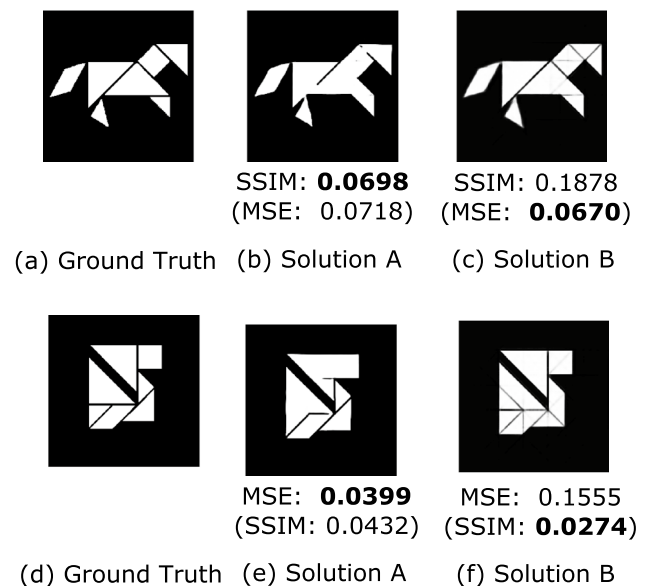 SSIM: 0.0698
(MSE: 0.0718)
SSIM: 0.1878
(MSE: 0.0670)
(a) Ground Truth
(b) Solution A
(c) Solution B
MSE: 0.0399
(SSIM: 0.0432)
MSE: 0.1555
(SSIM: 0.0274)
(d) Ground Truth
(e) Solution A
(f) Solution B